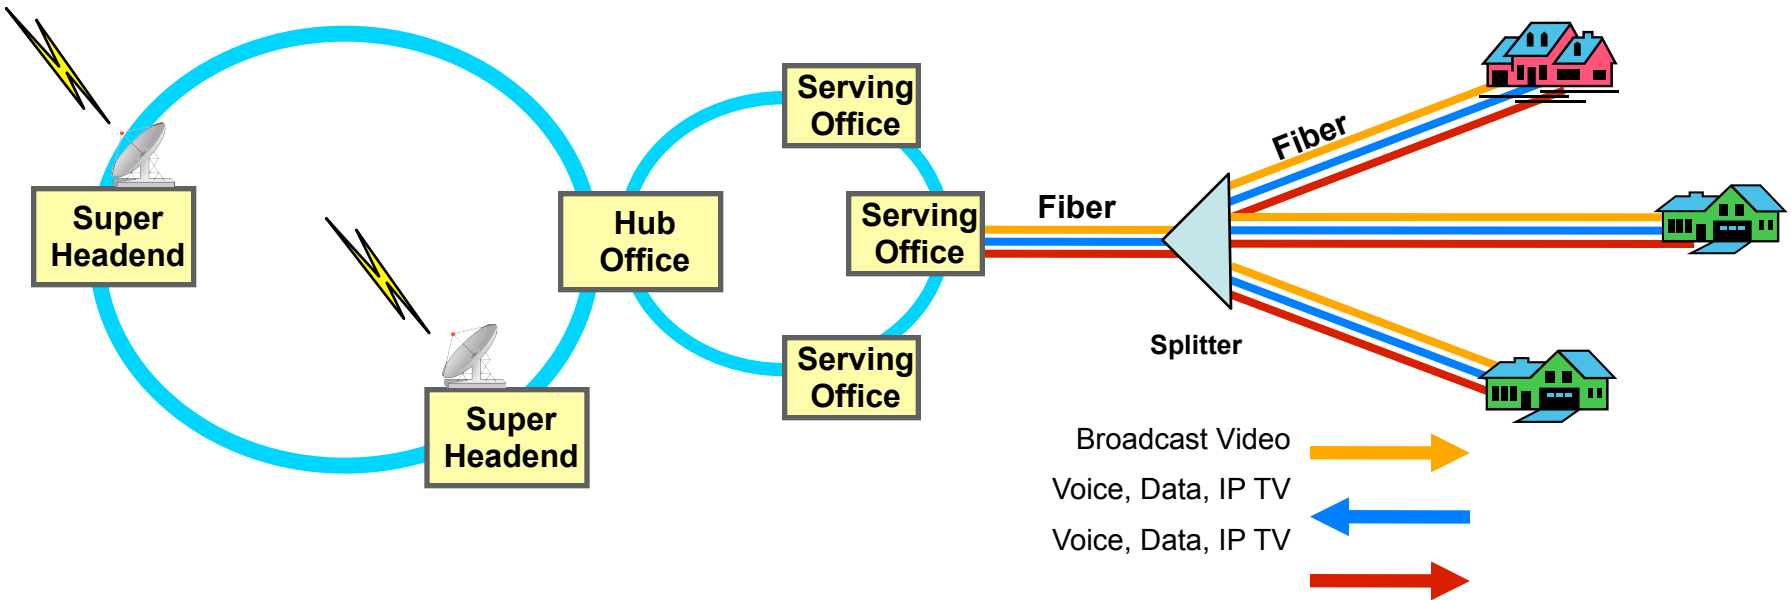 Super
Headend
Super
Headend
Hub
Office
Serving
Office
Serving
Office
Serving
Office
Fiber
Splitter
Fiber
Broadcast Video
Voice, Data, IP TV
Voice, Data, IP TV